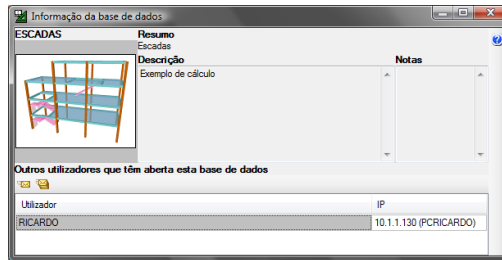 Informação da base de dados
ESCADAS
Resumo
Escadas
Descrição
Notas
Exemplo de cálculo
Outros utilizadores que têm aberta esta base de dados
Utilizador
IP
RICARDO
10.1.1.130 (PCRICARDO)